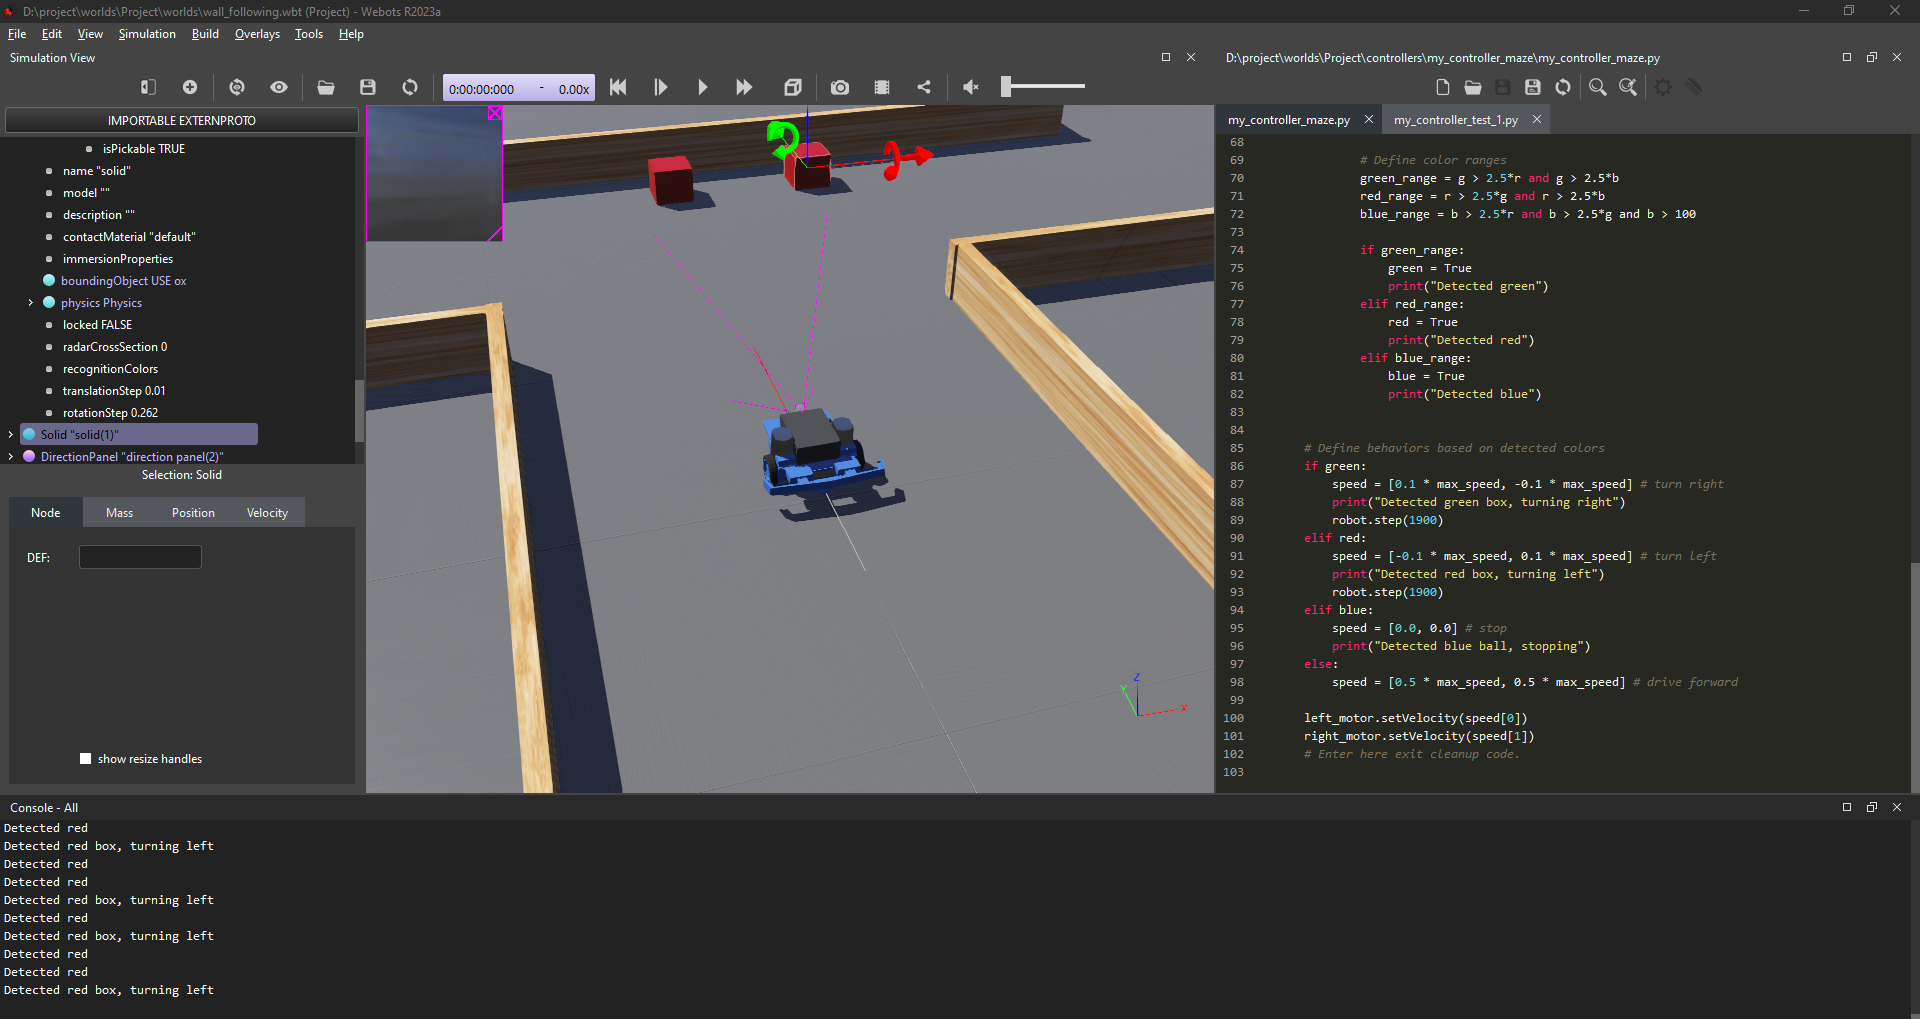 D:\project\worlds\Project\worlds\wall_following.wbt (Project) - Webots R2023a
File Edit View Simulation Build Overlays Tools Help
Simulation View
0:00:00:000 - 0.00x
IMPORTABLE EXTERNPROTO
isPickable TRUE
name "solid"
model ""
description ""
contactMaterial "default"
immersionProperties
boundingObject USE ox
physics Physics
locked FALSE
radarCrossSection 0
recognitionColors
translationStep 0.01
rotationStep 0.262
Solid "solid(1)"
DirectionPanel "direction panel(2)"
Selection: Solid
Node Mass Position Velocity
DEF:
show resize handles
Z
Y
X
D:\project\worlds\Project\controllers\my_controller_maze\my_controller_maze.py
my_controller_maze.py my_controller_test_1.py
68
69 # Define color ranges
70 green_range = g > 2.5*r and g > 2.5*b
71 red_range = r > 2.5*g and r > 2.5*b
72 blue_range = b > 2.5*r and b > 2.5*g and b > 100
73
74 if green_range:
75 green = True
76 print("Detected green")
77 elif red_range:
78 red = True
79 print("Detected red")
80 elif blue_range:
81 blue = True
82 print("Detected blue")
83
84
85 # Define behaviors based on detected colors
86 if green:
87 speed = [0.1 * max_speed, -0.1 * max_speed] # turn right
88 print("Detected green box, turning right")
89 robot.step(1900)
90 elif red:
91 speed = [-0.1 * max_speed, 0.1 * max_speed] # turn left
92 print("Detected red box, turning left")
93 robot.step(1900)
94 elif blue:
95 speed = [0.0, 0.0] # stop
96 print("Detected blue ball, stopping")
97 else:
98 speed = [0.5 * max_speed, 0.5 * max_speed] # drive forward
99
100 left_motor.setVelocity(speed[0])
101 right_motor.setVelocity(speed[1])
102 # Enter here exit cleanup code.
103
Console - All
Detected red
Detected red box, turning left
Detected red
Detected red
Detected red box, turning left
Detected red
Detected red box, turning left
Detected red
Detected red
Detected red box, turning left